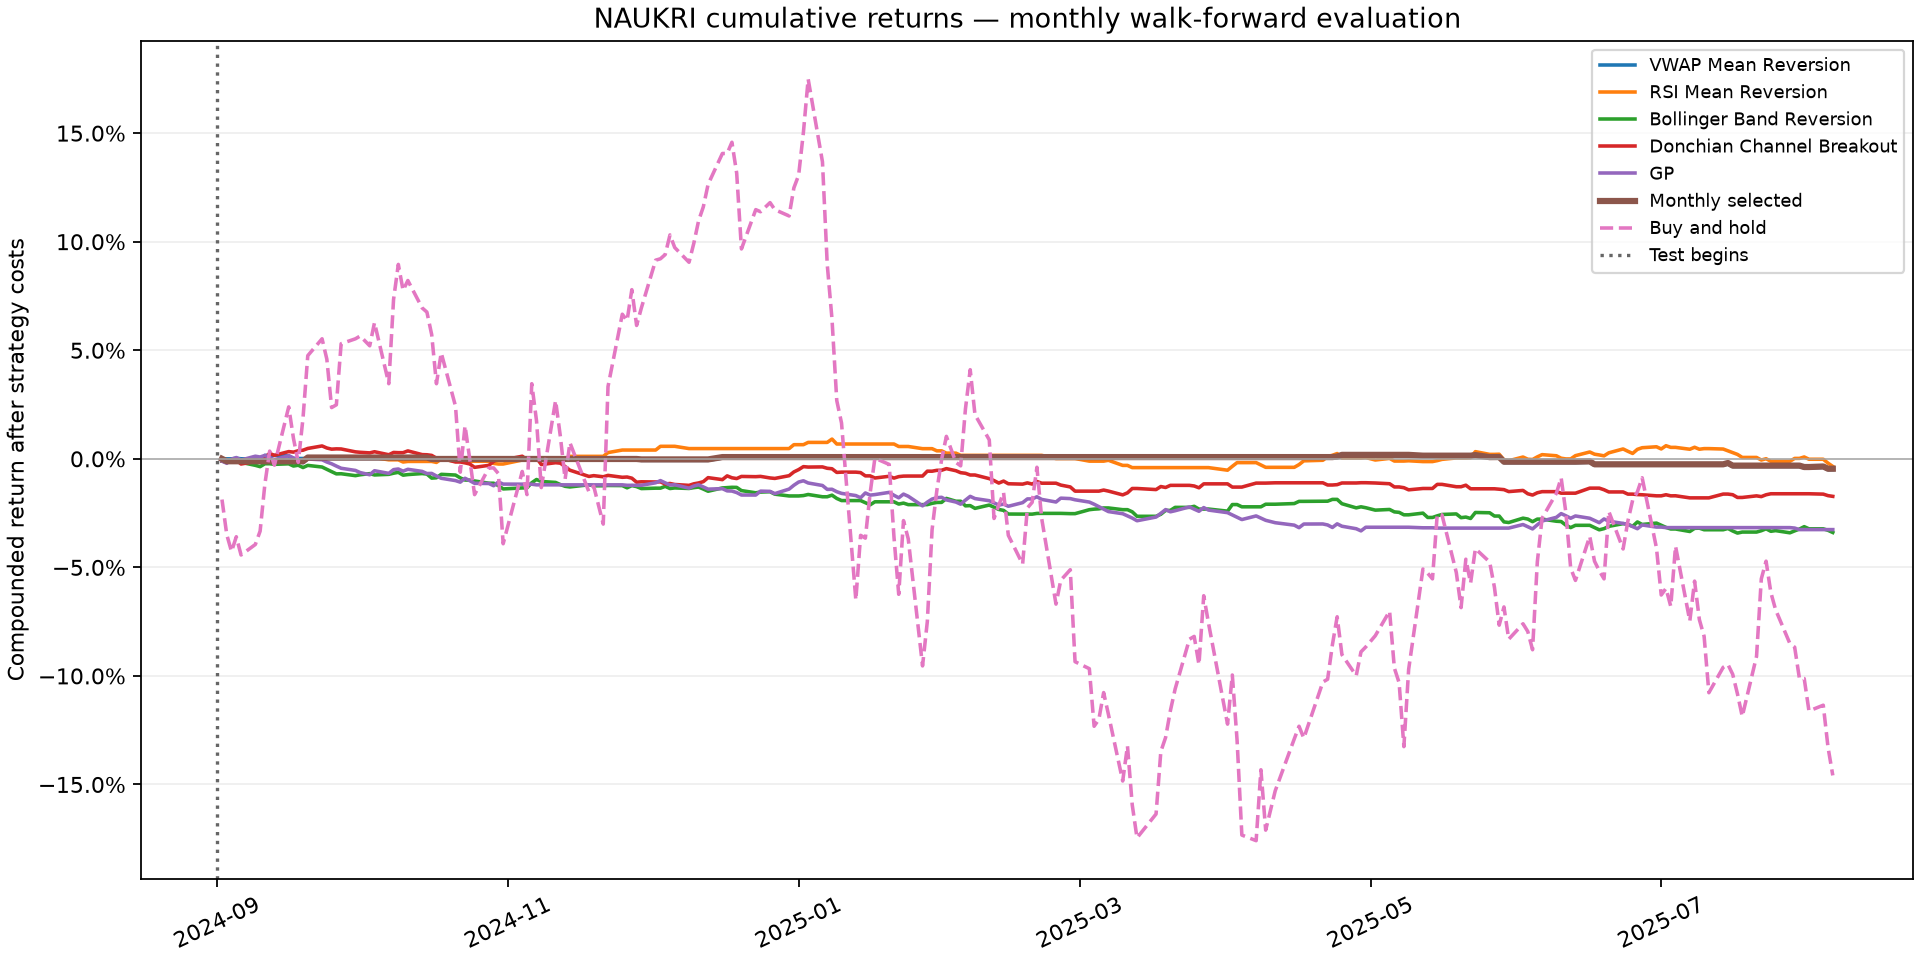 NAUKRI cumulative returns — monthly walk-forward evaluation
Compounded return after strategy costs
15.0%
10.0%
5.0%
0.0%
−5.0%
−10.0%
−15.0%
2024-09
2024-11
2025-01
2025-03
2025-05
2025-07
VWAP Mean Reversion
RSI Mean Reversion
Bollinger Band Reversion
Donchian Channel Breakout
GP
Monthly selected
Buy and hold
Test begins